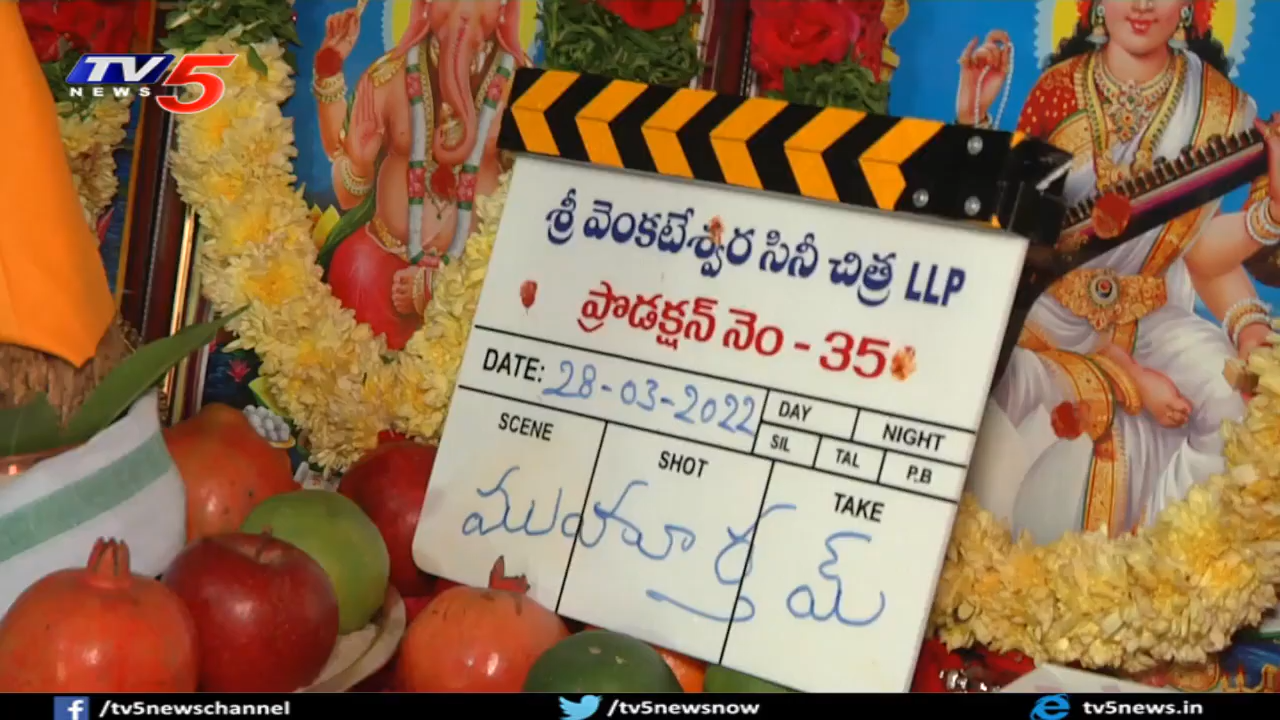 TV5
NEWS
శ్రీ వెంకటేశ్వర సినీ చిత్ర LLP
ప్రొడక్షన్ నెం - 35
DATE: 28-03-2022
DAY NIGHT
SIL TAL P.B
SCENE SHOT TAKE
ముహూర్తమ్
/tv5newschannel /tv5newsnow tv5news.in